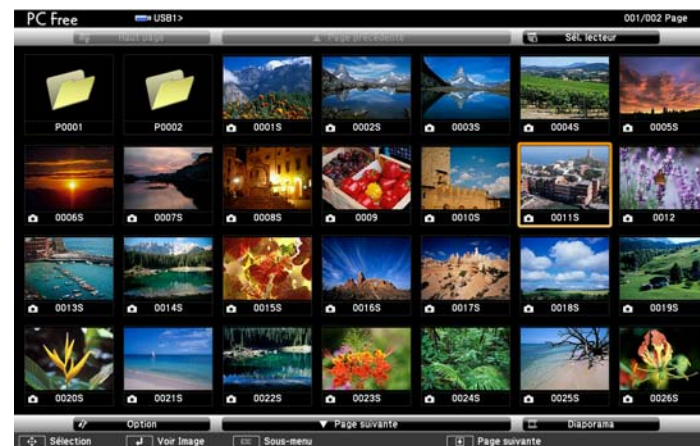 PC Free USB1> 001/002 Page
Haut page ▲ Page précédente Sél. lecteur
P0001 P0002 0001S 0002S 0003S 0004S 0005S
0006S 0007S 0008S 0009 0010S 0011S 0012
0013S 0014S 0015S 0016S 0017S 0018S 0019S
0020S 0021S 0022S 0023S 0024S 0025S 0026S
Option ▼ Page suivante Diaporama
Sélection Voir Image ESC Sous-menu Page suivante